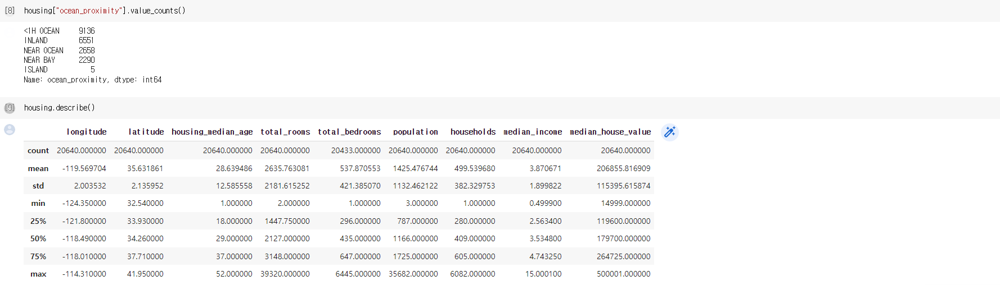 [8] housing["ocean_proximity"].value_counts()
<1H OCEAN 9136
INLAND 6551
NEAR OCEAN 2658
NEAR BAY 2290
ISLAND 5
Name: ocean_proximity, dtype: int64
[9] housing.describe()
longitude latitude housing_median_age total_rooms total_bedrooms population households median_income median_house_value
count 20640.000000 20640.000000 20640.000000 20640.000000 20433.000000 20640.000000 20640.000000 20640.000000 20640.000000
mean -119.569704 35.631861 28.639486 2635.763081 537.870553 1425.476744 499.539680 3.870671 206855.816909
std 2.003532 2.135952 12.585558 2181.615252 421.385070 1132.462122 382.329753 1.899822 115395.615874
min -124.350000 32.540000 1.000000 2.000000 1.000000 3.000000 1.000000 0.499900 14999.000000
25% -121.800000 33.930000 18.000000 1447.750000 296.000000 787.000000 280.000000 2.563400 119600.000000
50% -118.490000 34.260000 29.000000 2127.000000 435.000000 1166.000000 409.000000 3.534800 179700.000000
75% -118.010000 37.710000 37.000000 3148.000000 647.000000 1725.000000 605.000000 4.743250 264725.000000
max -114.310000 41.950000 52.000000 39320.000000 6445.000000 35682.000000 6082.000000 15.000100 500001.000000